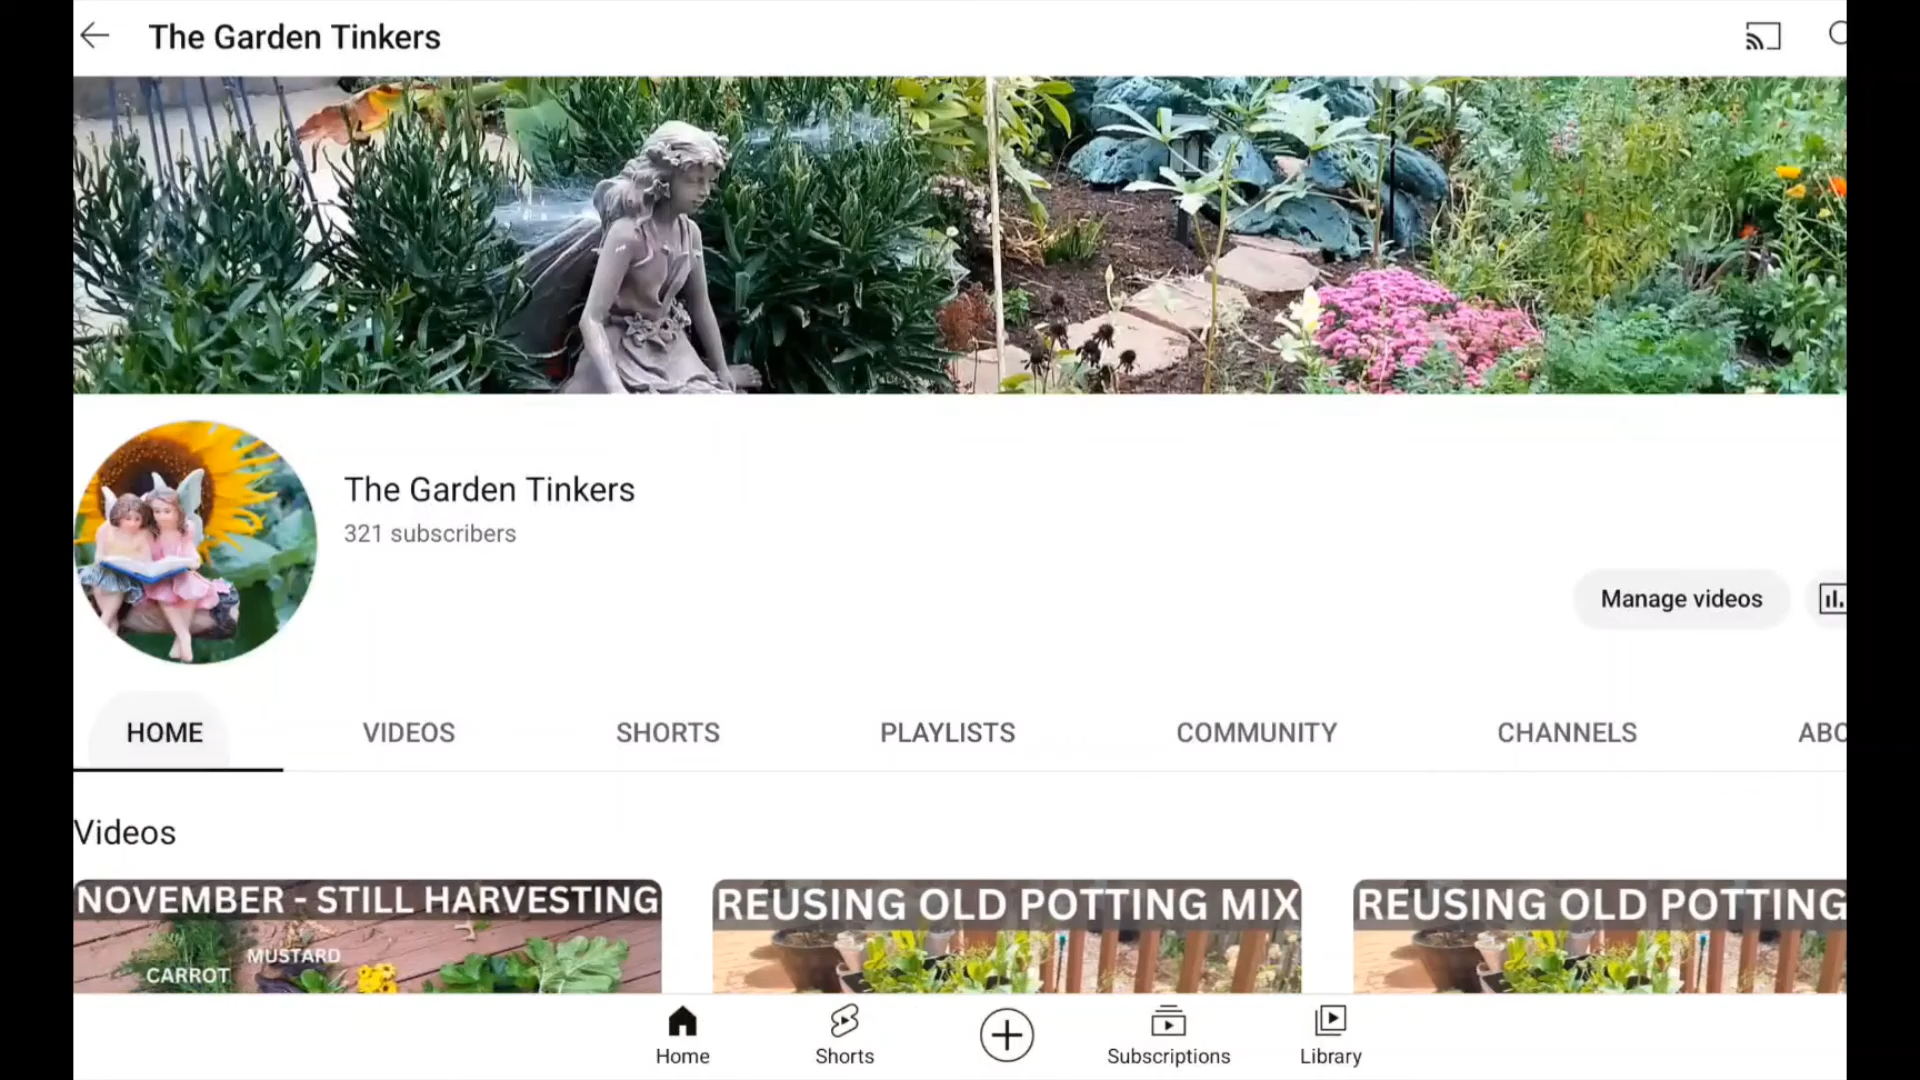 The Garden Tinkers
The Garden Tinkers
321 subscribers
Manage videos
HOME
VIDEOS
SHORTS
PLAYLISTS
COMMUNITY
CHANNELS
ABO
Videos
NOVEMBER - STILL HARVESTING
MUSTARD
CARROT
REUSING OLD POTTING MIX
REUSING OLD POTTING
Home
Shorts
Subscriptions
Library